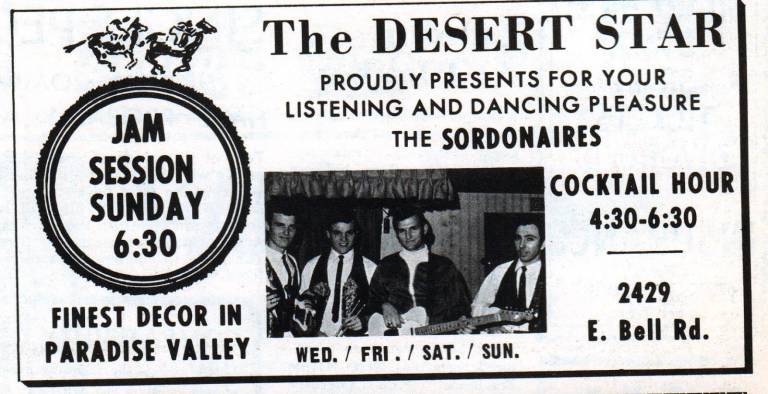 The DESERT STAR
PROUDLY PRESENTS FOR YOUR
LISTENING AND DANCING PLEASURE
THE SORDONAIRES
JAM
SESSION
SUNDAY
6:30
FINEST DECOR IN
PARADISE VALLEY
WED. / FRI. / SAT. / SUN.
COCKTAIL HOUR
4:30-6:30
2429
E. Bell Rd.